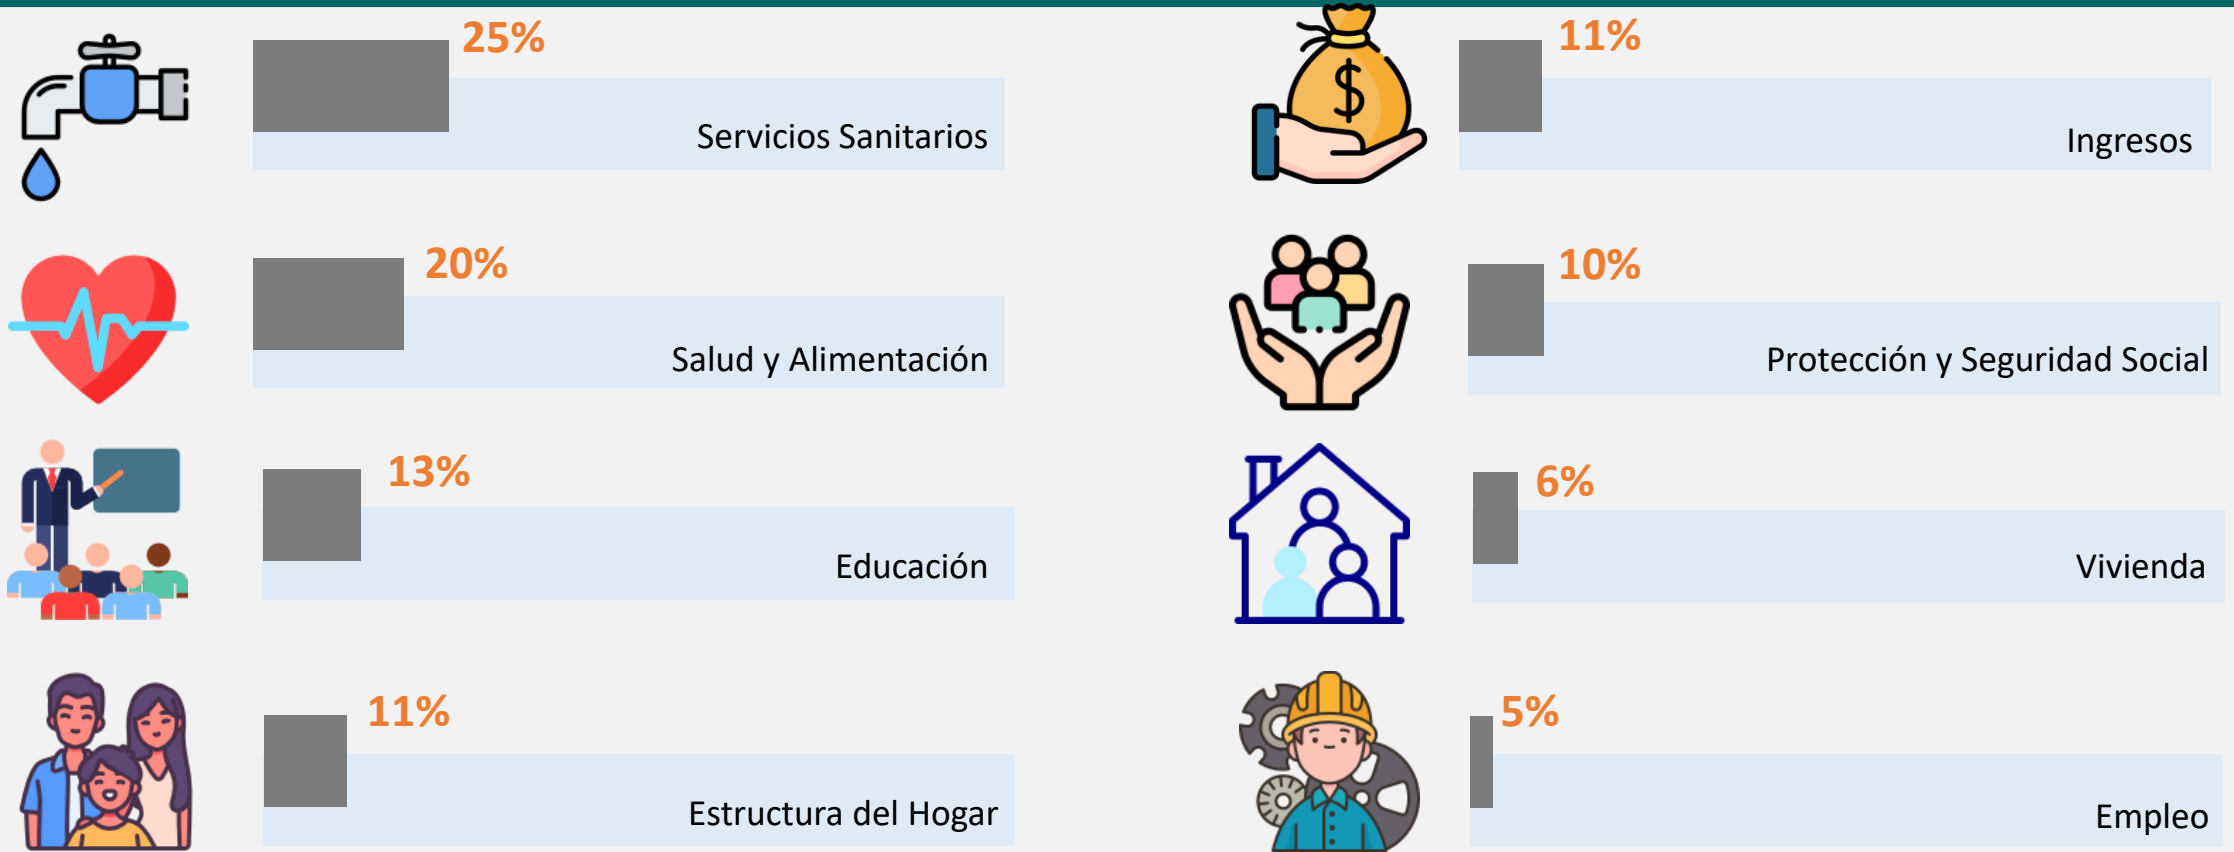 25%
Servicios Sanitarios
20%
Salud y Alimentación
13%
Educación
11%
Estructura del Hogar
$
11%
Ingresos
10%
Protección y Seguridad Social
6%
Vivienda
5%
Empleo